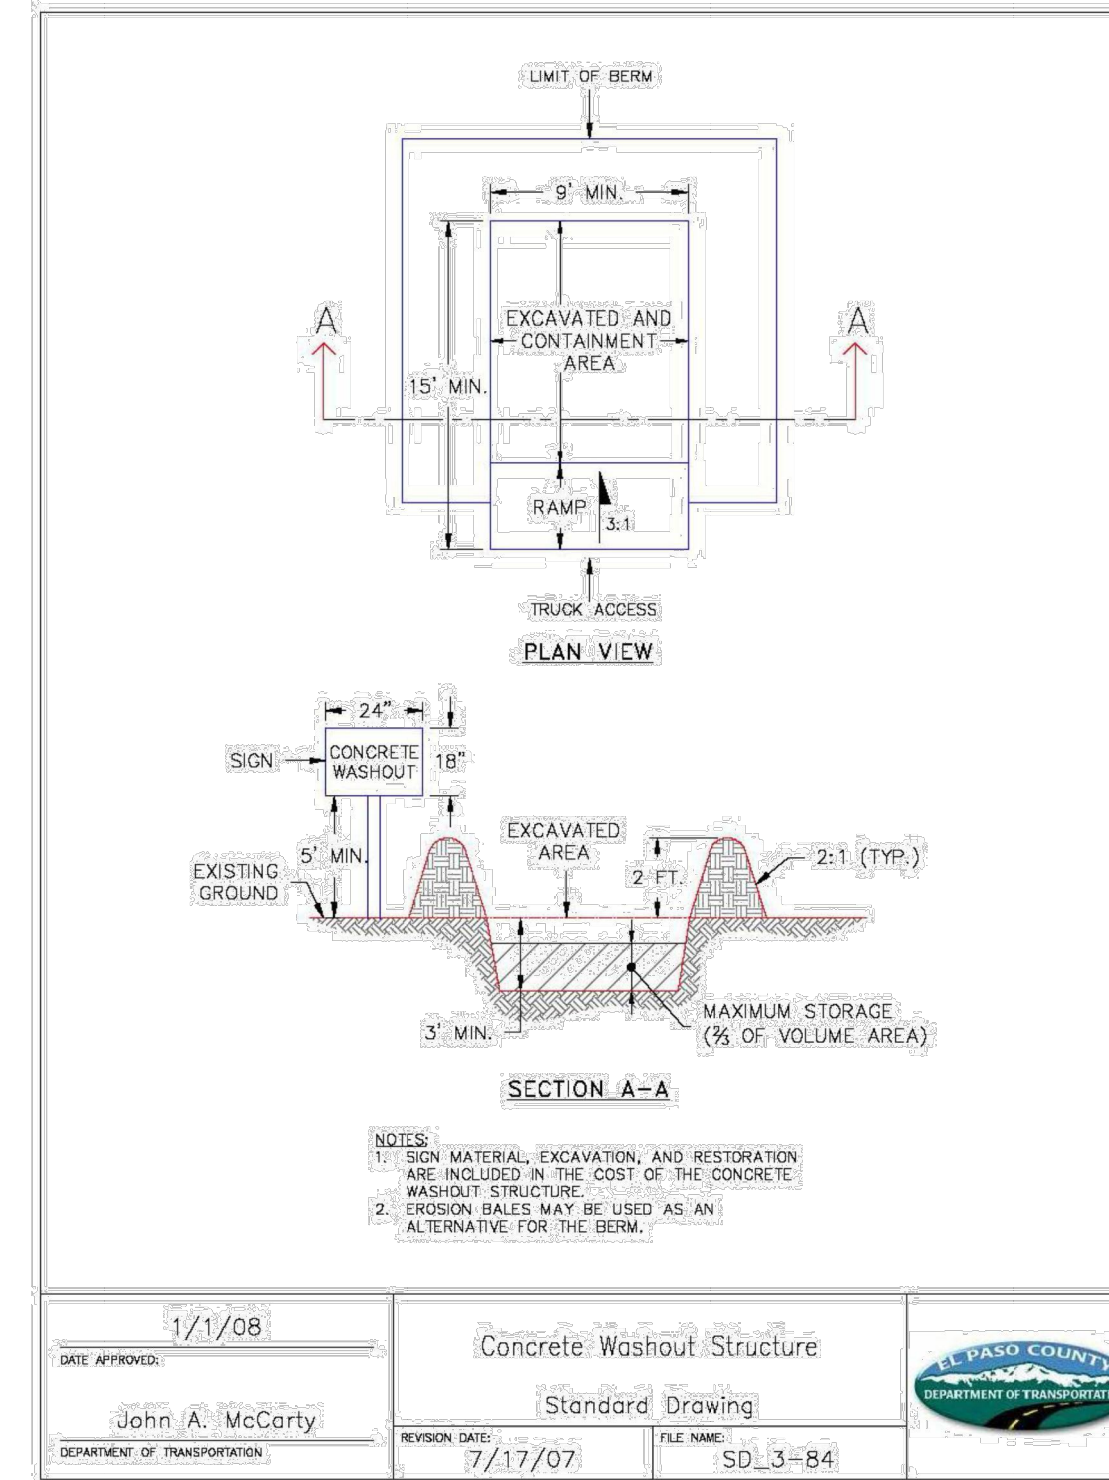 LIMIT OF BERM
9' MIN.
A
A
EXCAVATED AND
CONTAINMENT
AREA
15' MIN.
RAMP
3:1
TRUCK ACCESS
PLAN VIEW
24"
SIGN
CONCRETE
WASHOUT
18"
5' MIN.
EXCAVATED
AREA
2 FT.
2:1 (TYP.)
EXISTING
GROUND
3' MIN.
MAXIMUM STORAGE
(⅔ OF VOLUME AREA)
SECTION A-A
NOTES:
1. SIGN MATERIAL, EXCAVATION, AND RESTORATION
ARE INCLUDED IN THE COST OF THE CONCRETE
WASHOUT STRUCTURE.
2. EROSION BALES MAY BE USED AS AN
ALTERNATIVE FOR THE BERM.
1/1/08
DATE APPROVED:
John A. McCarty
DEPARTMENT OF TRANSPORTATION
Concrete Washout Structure
Standard Drawing
REVISION DATE:
7/17/07
FILE NAME:
SD_3-84
EL PASO COUNTY
DEPARTMENT OF TRANSPORTATI